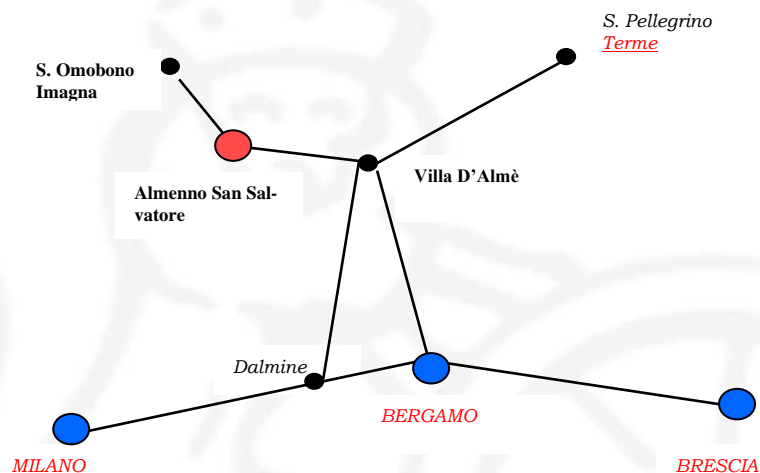 S. Pellegrino
Terme
S. Omobono
Imagna
Villa D'Almè
Almenno San Sal-
vatore
Dalmine
BERGAMO
MILANO
BRESCIA